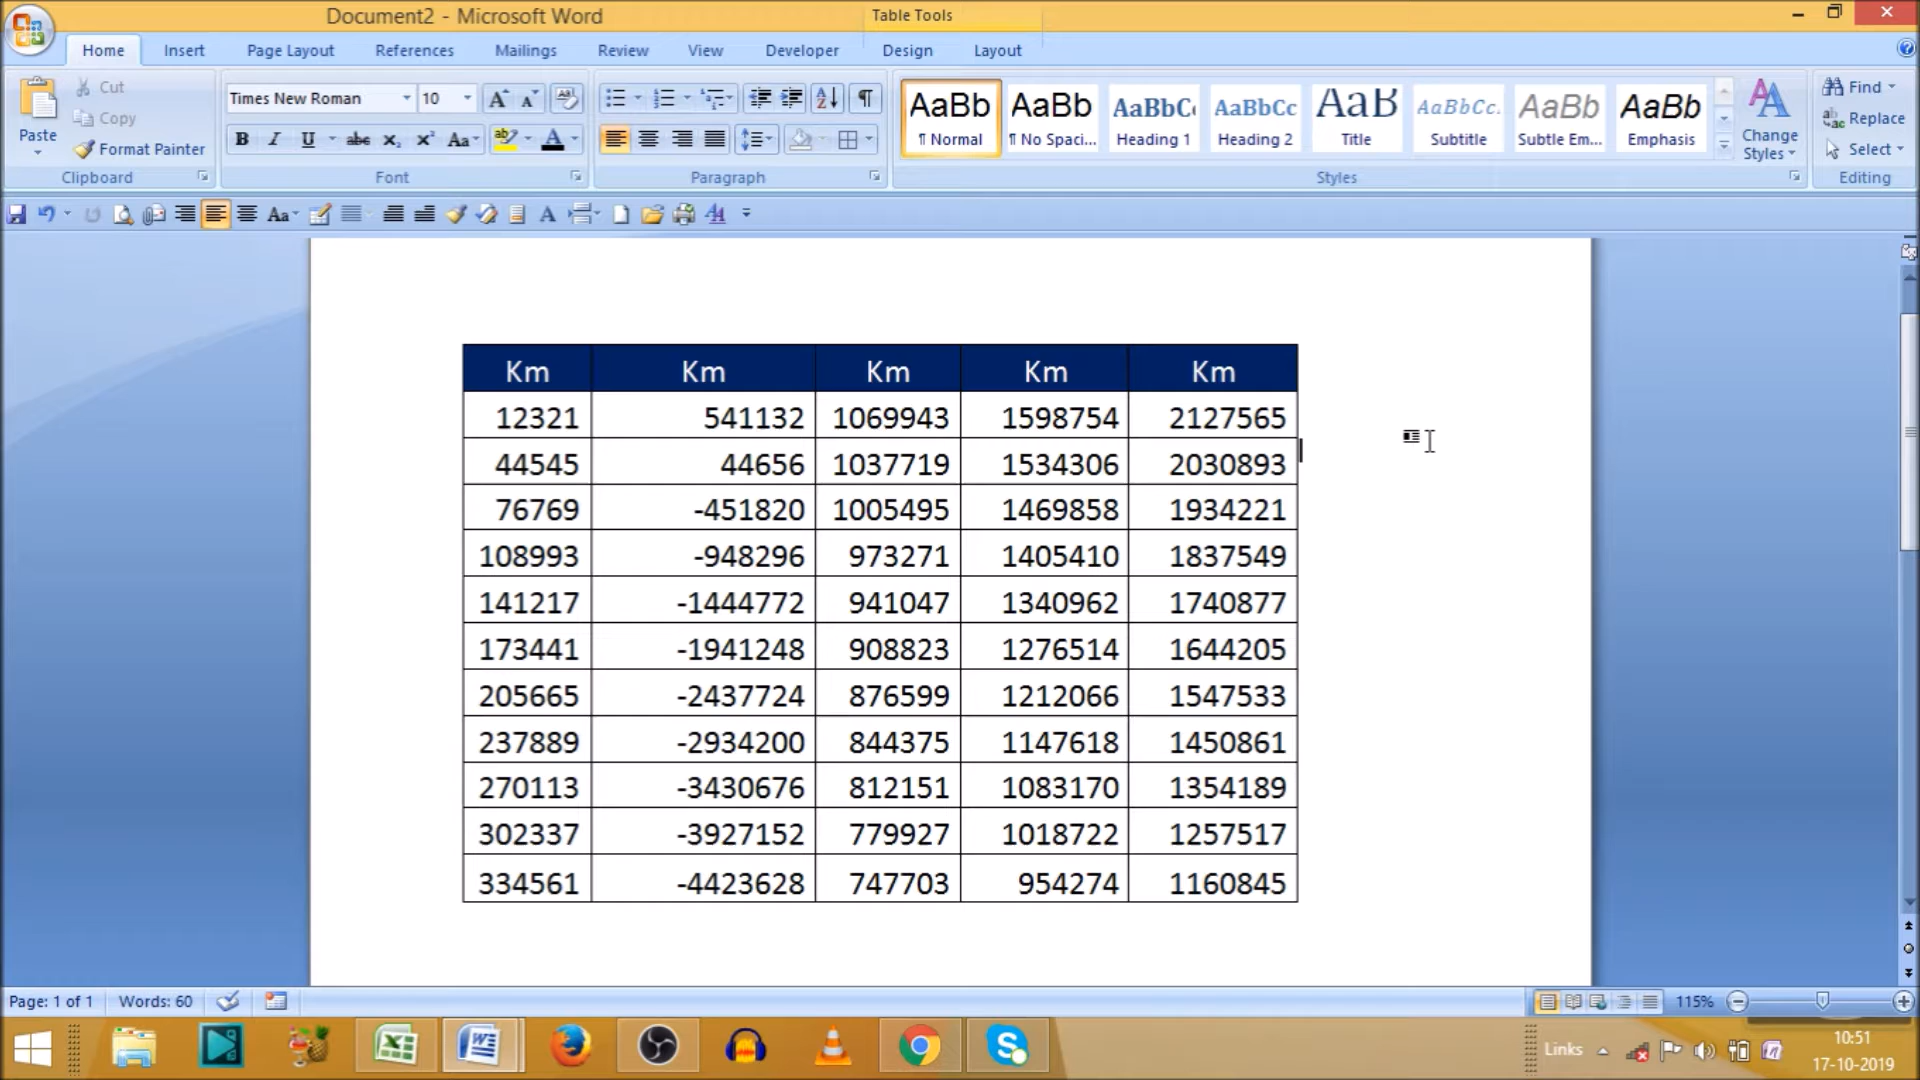 Document2 - Microsoft Word
Table Tools
Home Insert Page Layout References Mailings Review View Developer Design Layout
Paste
Cut
Copy
Format Painter
Clipboard
Times New Roman 10
B I U abc x₂ x² Aa
Font
Paragraph
AaBb AaBb AaBbC AaBbCc AaB AaBbCc. AaBb AaBb
¶ Normal ¶ No Spaci... Heading 1 Heading 2 Title Subtitle Subtle Em... Emphasis
Styles
Change
Styles
Find
Replace
Select
Editing
Aa A
Km Km Km Km Km
12321 541132 1069943 1598754 2127565
44545 44656 1037719 1534306 2030893
76769 -451820 1005495 1469858 1934221
108993 -948296 973271 1405410 1837549
141217 -1444772 941047 1340962 1740877
173441 -1941248 908823 1276514 1644205
205665 -2437724 876599 1212066 1547533
237889 -2934200 844375 1147618 1450861
270113 -3430676 812151 1083170 1354189
302337 -3927152 779927 1018722 1257517
334561 -4423628 747703 954274 1160845
Page: 1 of 1 Words: 60 115%
Links
10:51
17-10-2019